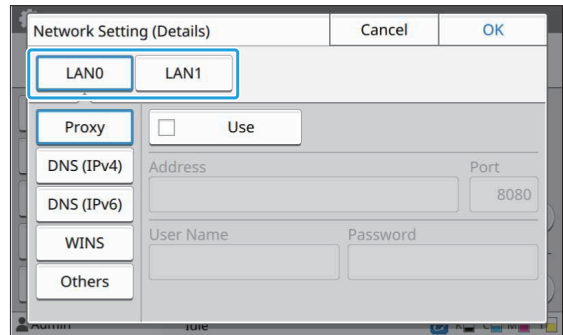 Network Setting (Details) Cancel OK
LAN0 LAN1
Proxy Use
DNS (IPv4) Address Port
8080
DNS (IPv6)
WINS User Name Password
Others
Admin Idle